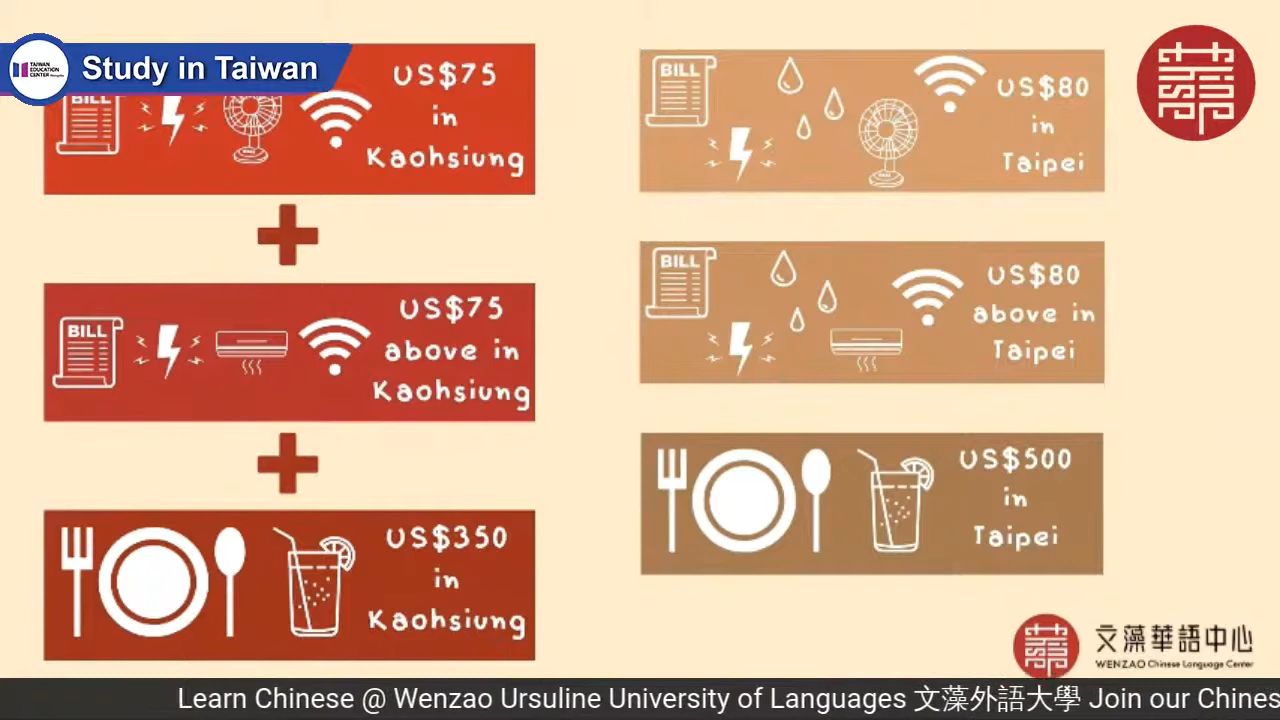 TAIWAN
EDUCATION
CENTER
Study in Taiwan
BILL
US$75
in
Kaohsiung
BILL
US$75
above in
Kaohsiung
US$350
in
Kaohsiung
BILL
US$80
in
Taipei
BILL
US$80
above in
Taipei
US$500
in
Taipei
文藻華語中心
WENZAO Chinese Language Center
Learn Chinese @ Wenzao Ursuline University of Languages 文藻外語大學 Join our Chines